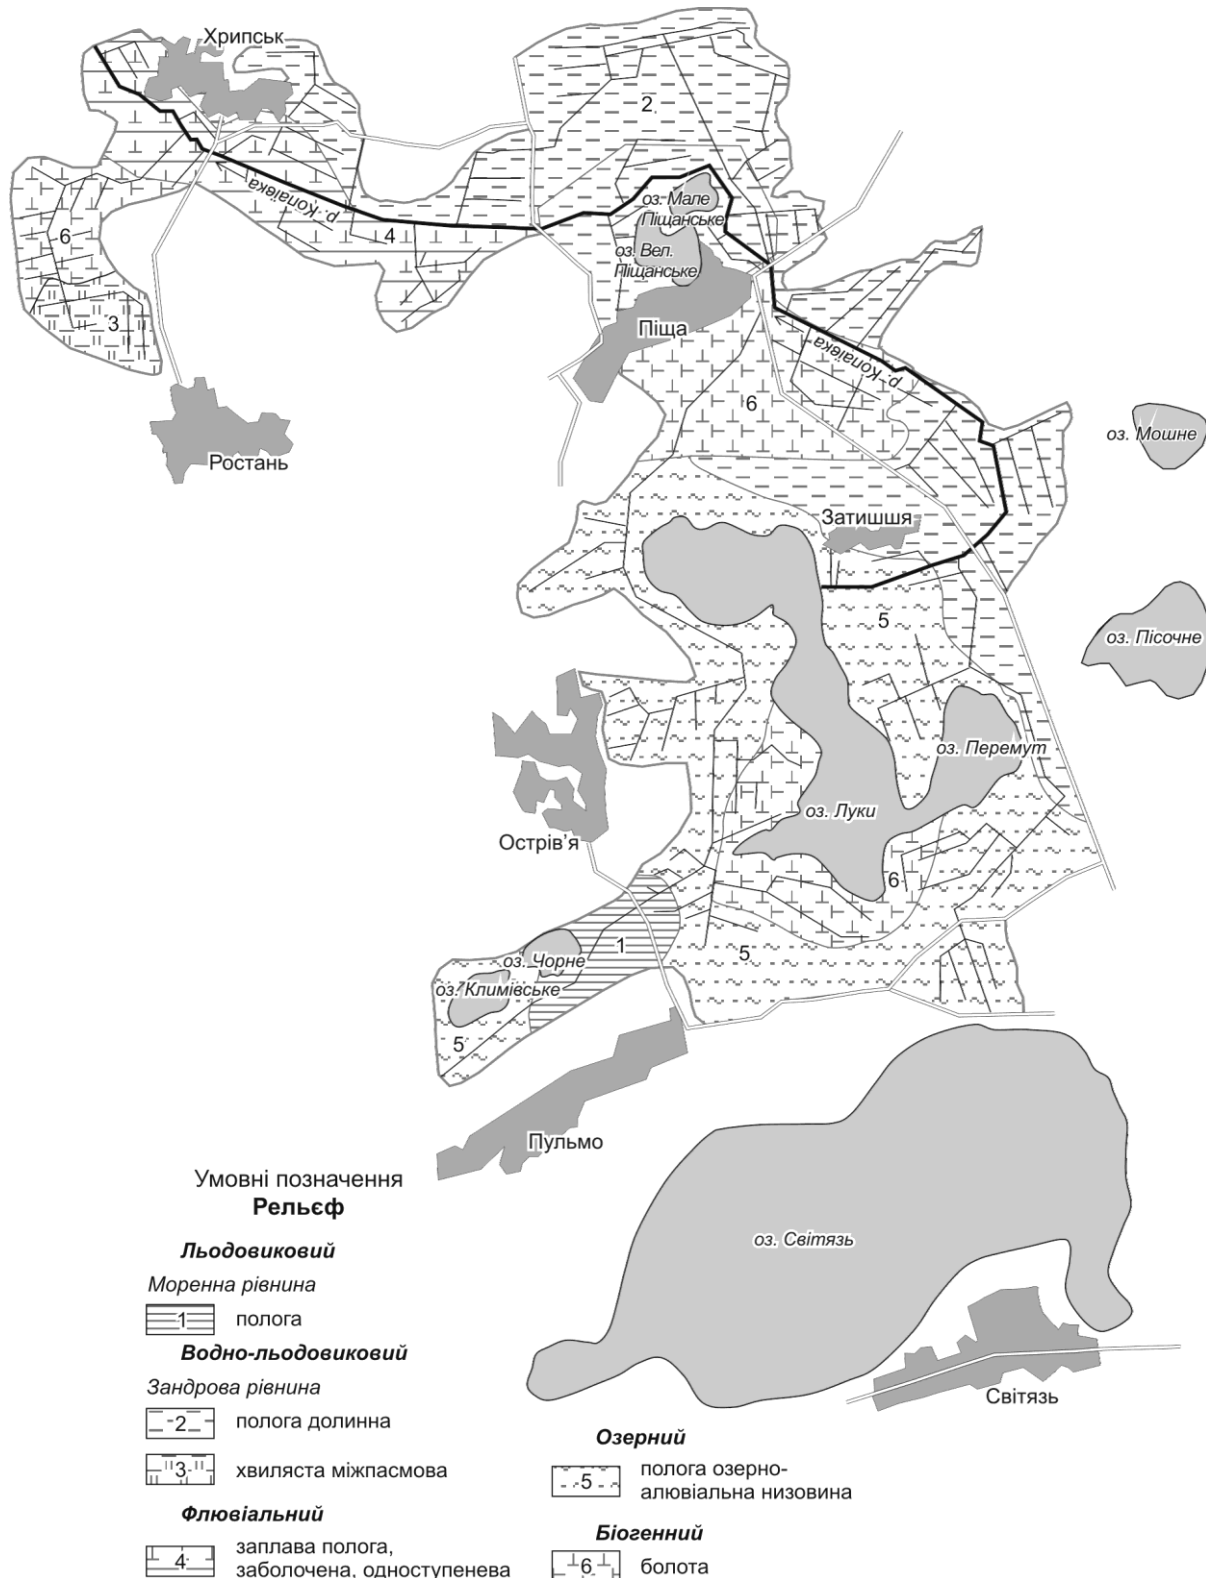 Хрипськ
2
оз. Мале
Піщанське
р. Копаївка
4
6
оз. Вел.
Піщанське
3
Піща
р. Копаївка
6
оз. Мошне
Ростань
Затишшя
5
оз. Пісочне
оз. Перемут
оз. Луки
Острів’я
6
1
5
оз. Чорне
оз. Климівське
5
Пульмо
Умовні позначення
Рельєф
оз. Світязь
Льодовиковий
Моренна рівнина
1 полога
Водно-льодовиковий
Зандрова рівнина
Світязь
2 полога долинна
3 хвиляста міжпасмова
Флювіальний
4 заплава полога,
заболочена, одноступенева
Озерний
5 полога озерно-
алювіальна низовина
Біогенний
6 болота